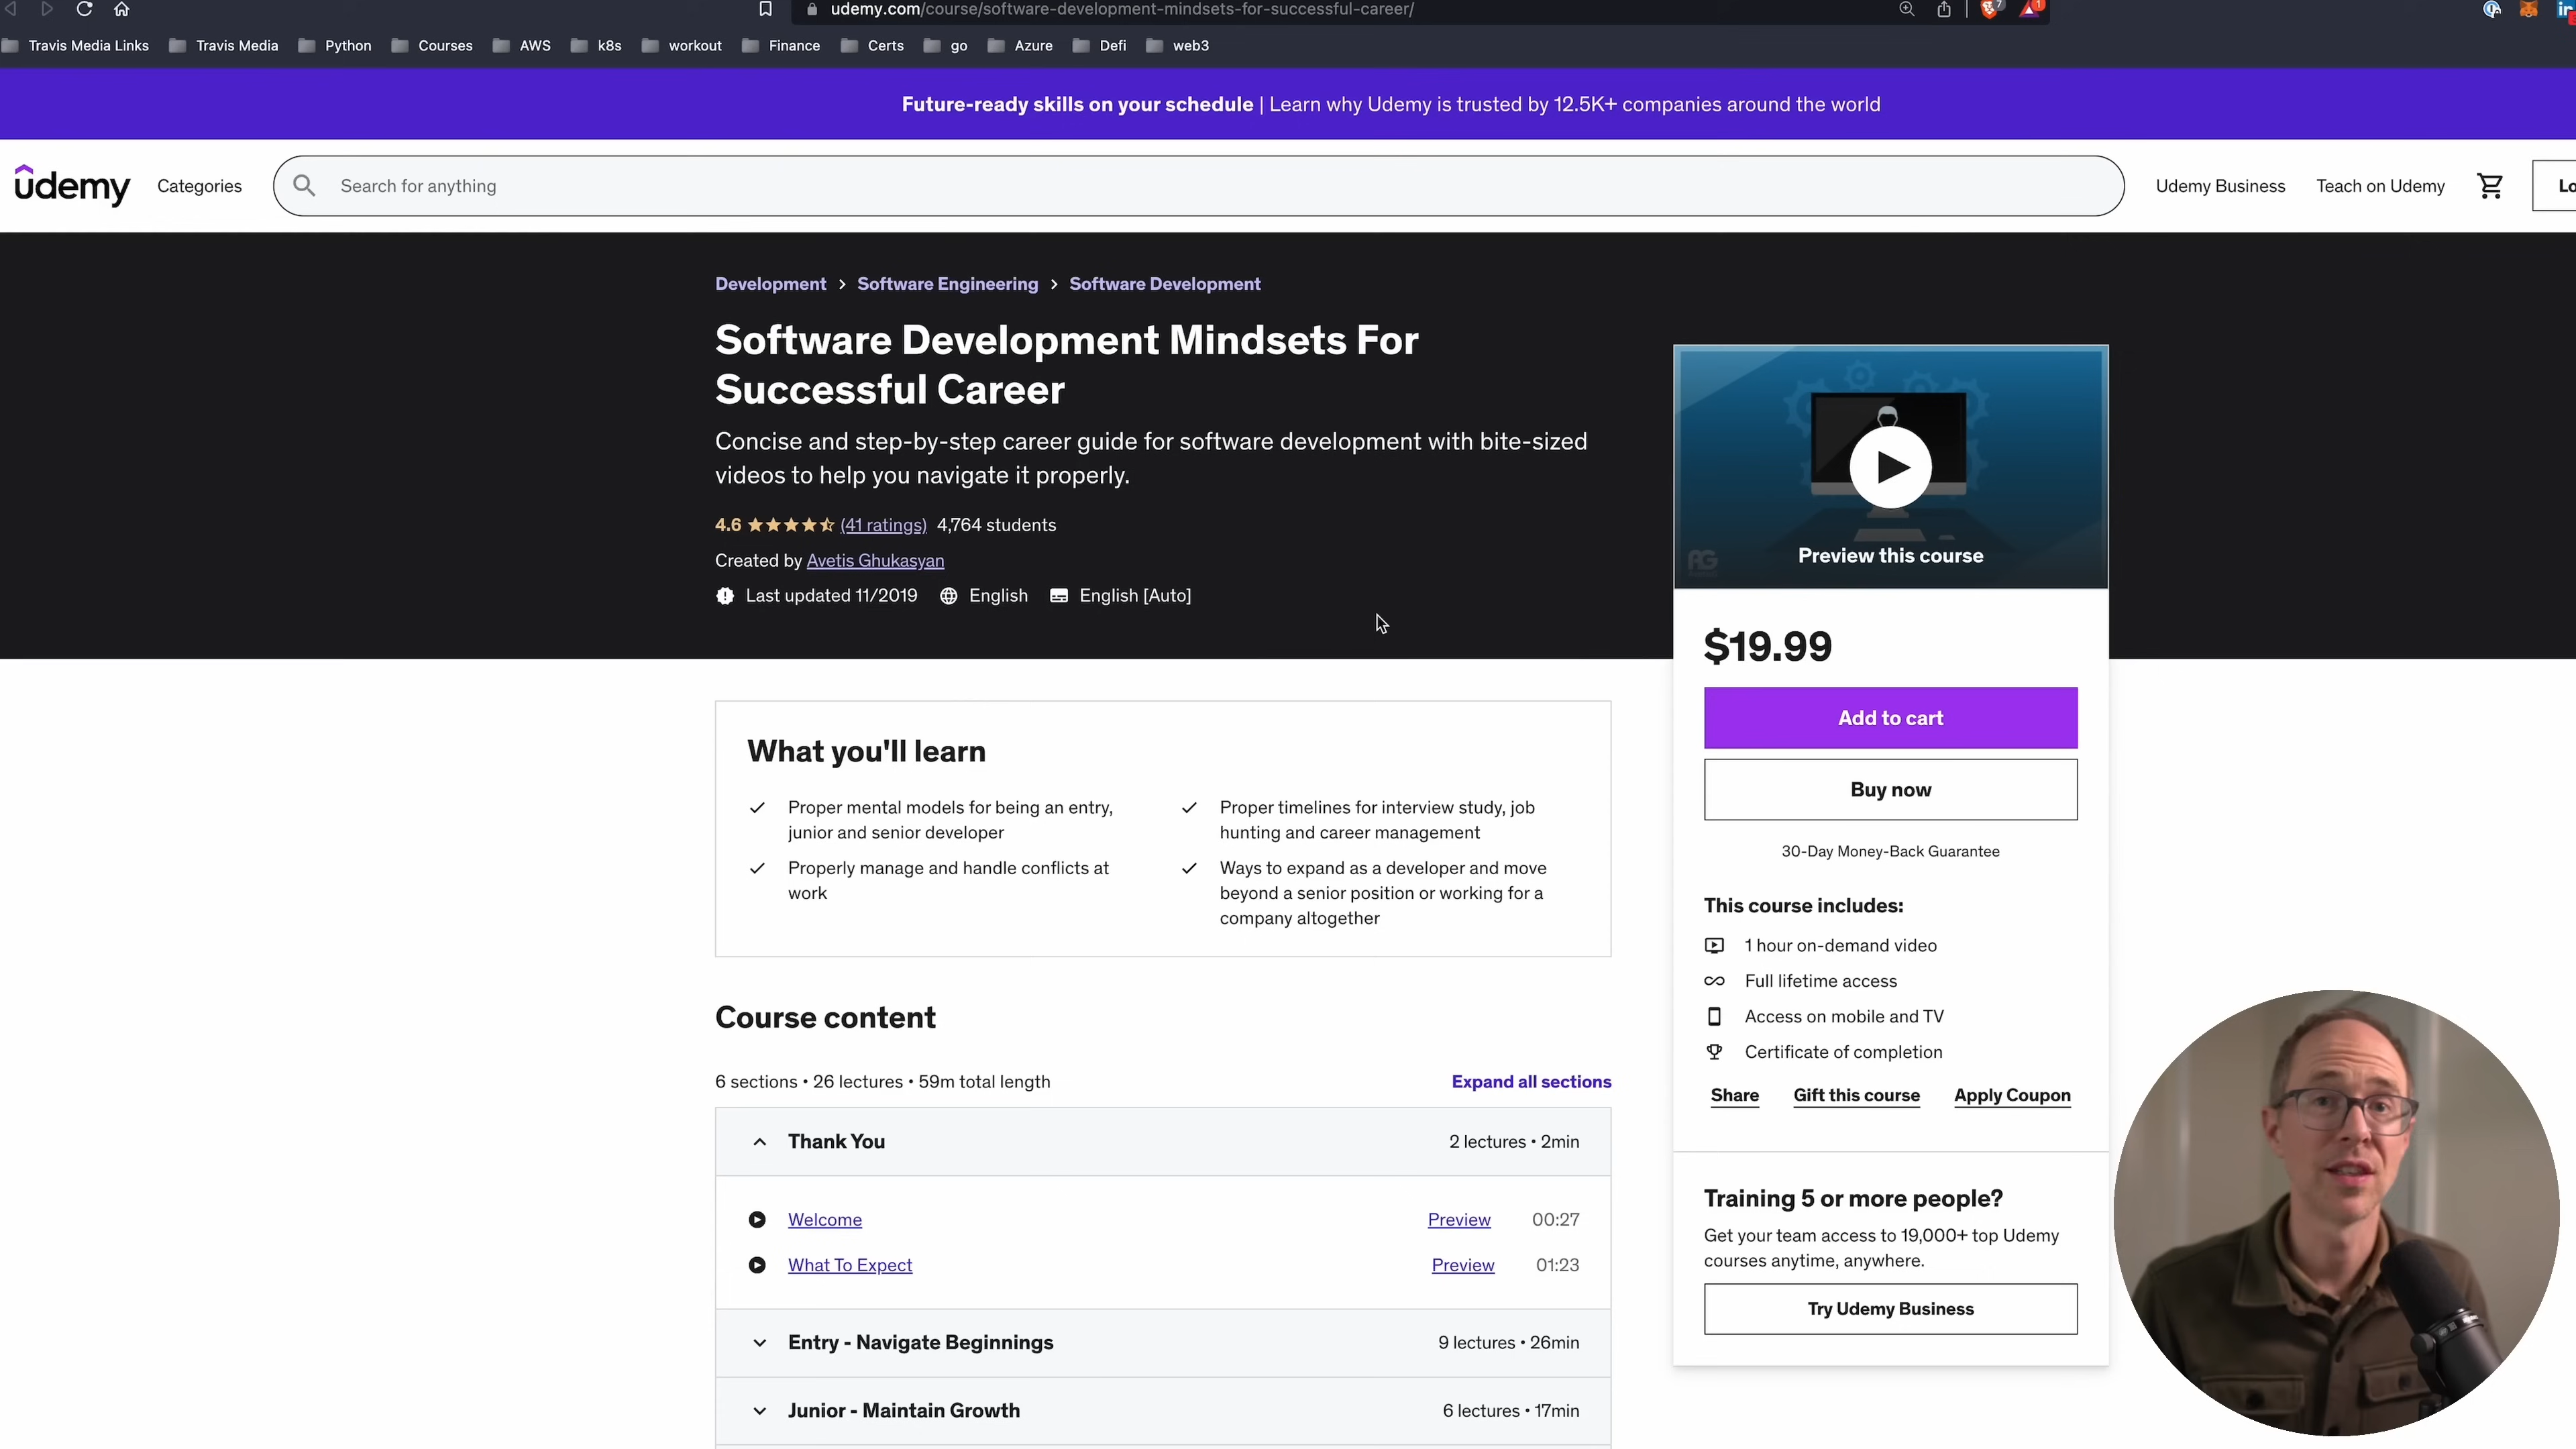 udemy.com/course/software-development-mindsets-for-successful-career/
7
1
Travis Media Links
Travis Media
Python
Courses
AWS
k8s
workout
Finance
Certs
go
Azure
Defi
web3
Future-ready skills on your schedule | Learn why Udemy is trusted by 12.5K+ companies around the world
udemy
Categories
Search for anything
Udemy Business
Teach on Udemy
Development > Software Engineering > Software Development
Software Development Mindsets For
Successful Career
Concise and step-by-step career guide for software development with bite-sized
videos to help you navigate it properly.
4.6 (41 ratings) 4,764 students
Created by Avetis Ghukasyan
Last updated 11/2019 English English [Auto]
Preview this course
$19.99
Add to cart
Buy now
30-Day Money-Back Guarantee
This course includes:
1 hour on-demand video
Full lifetime access
Access on mobile and TV
Certificate of completion
Share Gift this course Apply Coupon
Training 5 or more people?
Get your team access to 19,000+ top Udemy
courses anytime, anywhere.
Try Udemy Business
What you'll learn
Proper mental models for being an entry,
junior and senior developer
Properly manage and handle conflicts at
work
Proper timelines for interview study, job
hunting and career management
Ways to expand as a developer and move
beyond a senior position or working for a
company altogether
Course content
6 sections • 26 lectures • 59m total length
Expand all sections
Thank You 2 lectures • 2min
Welcome Preview 00:27
What To Expect Preview 01:23
Entry - Navigate Beginnings 9 lectures • 26min
Junior - Maintain Growth 6 lectures • 17min